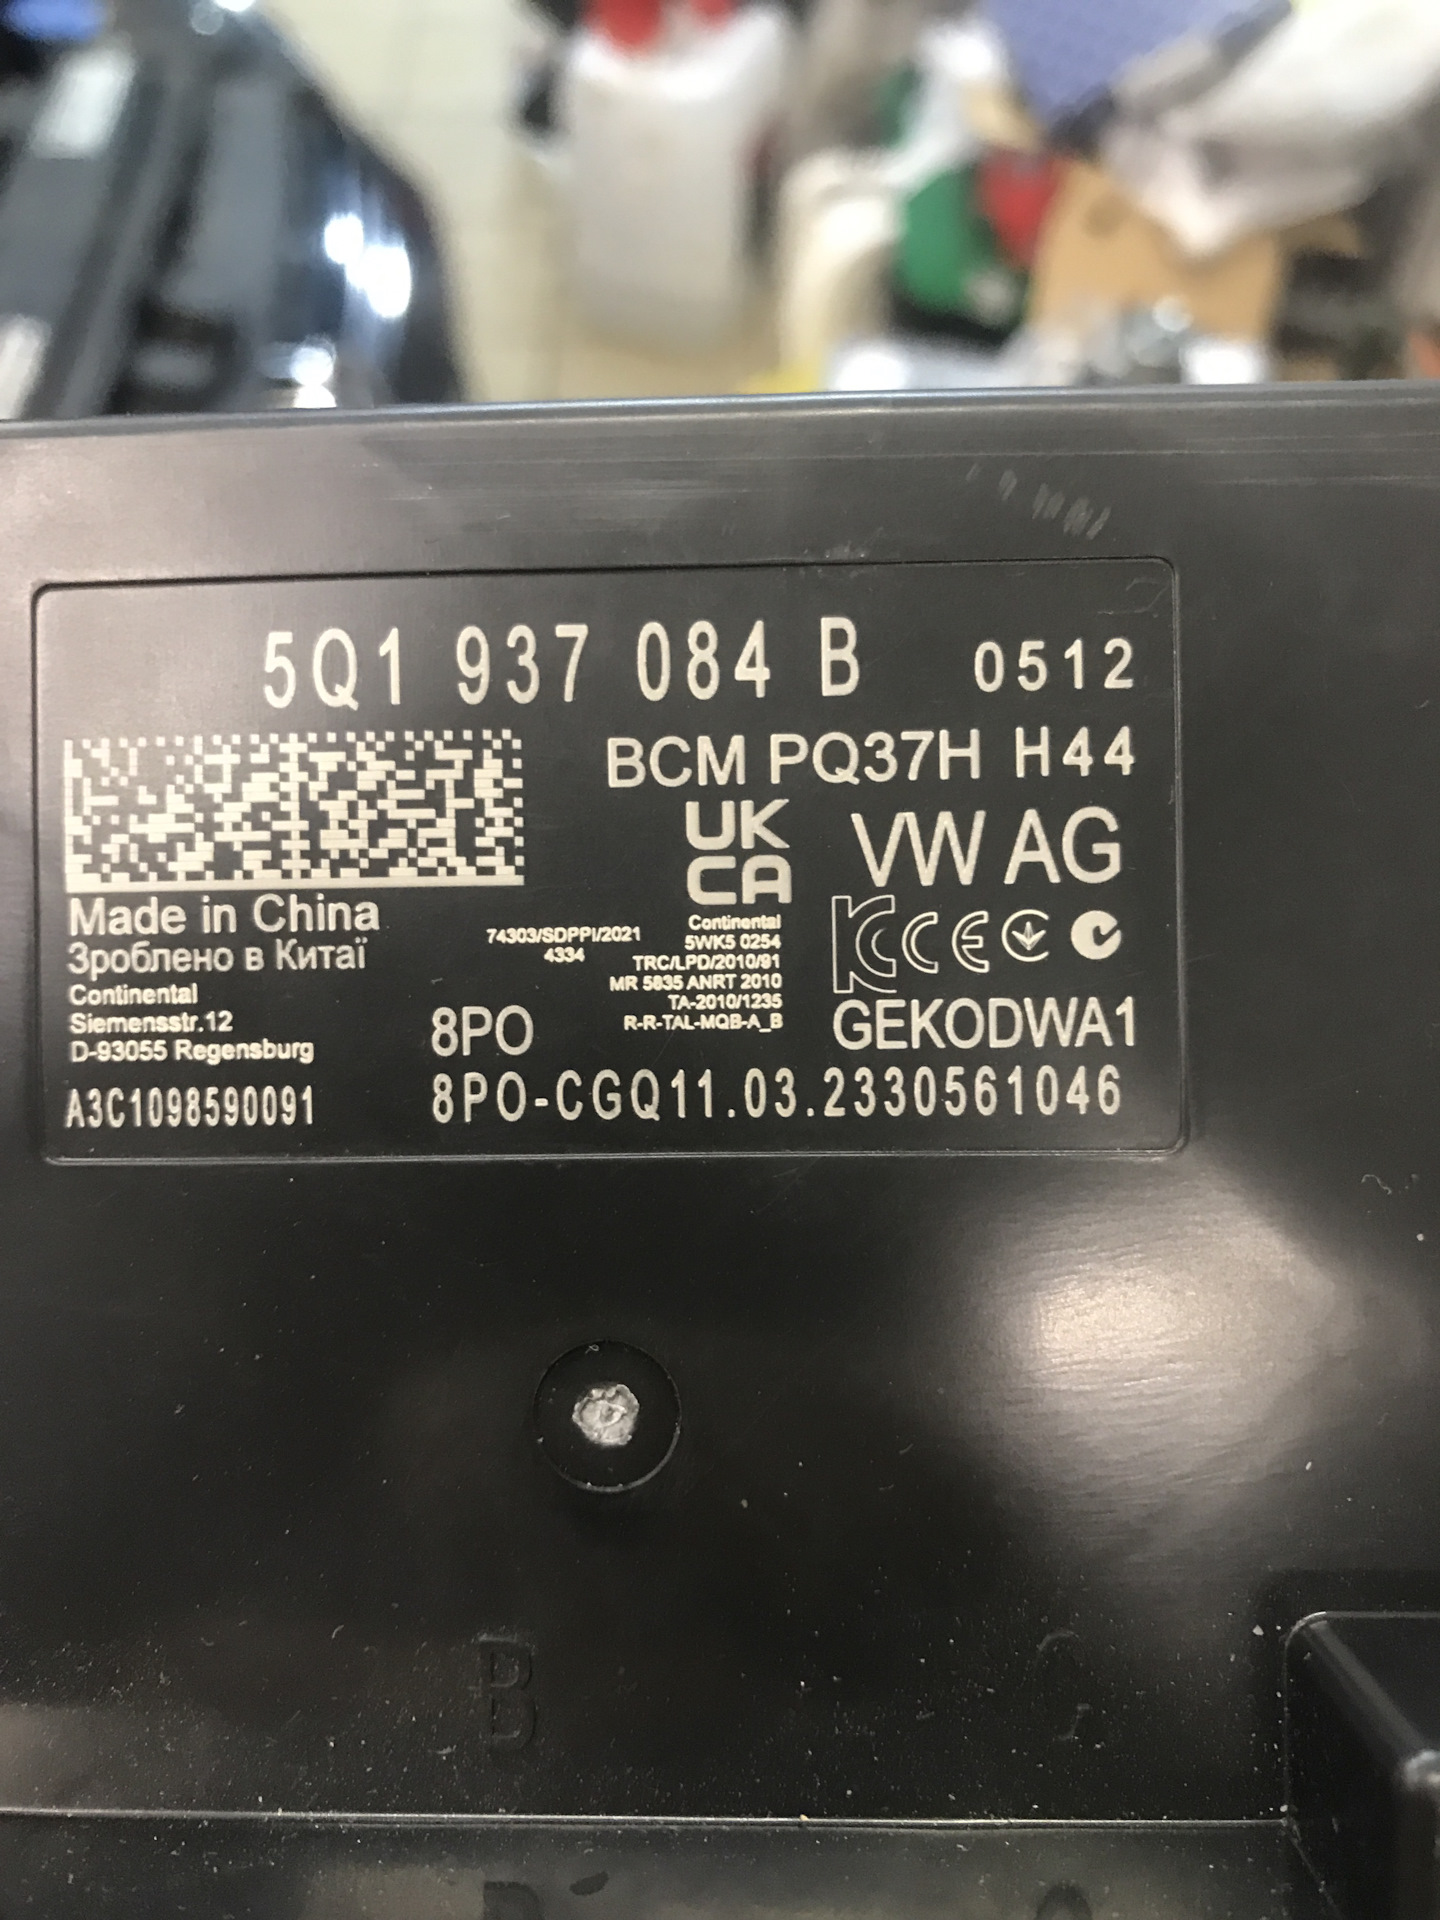 5Q1 937 084 B 0512
BCM PQ37H H44
UK
CA
VW AG
Made in China
Зроблено в Китаї
Continental
Siemensstr.12
D-93055 Regensburg
A3C1098590091
74303/SDPPI/2021
4334
Continental
5WK5 0254
TRC/LPD/2010/91
MR 5835 ANRT 2010
TA-2010/1235
R-R-TAL-MQB-A_B
KC CE
GEKODWA1
8PO
8PO-CGQ11.03.2330561046
B